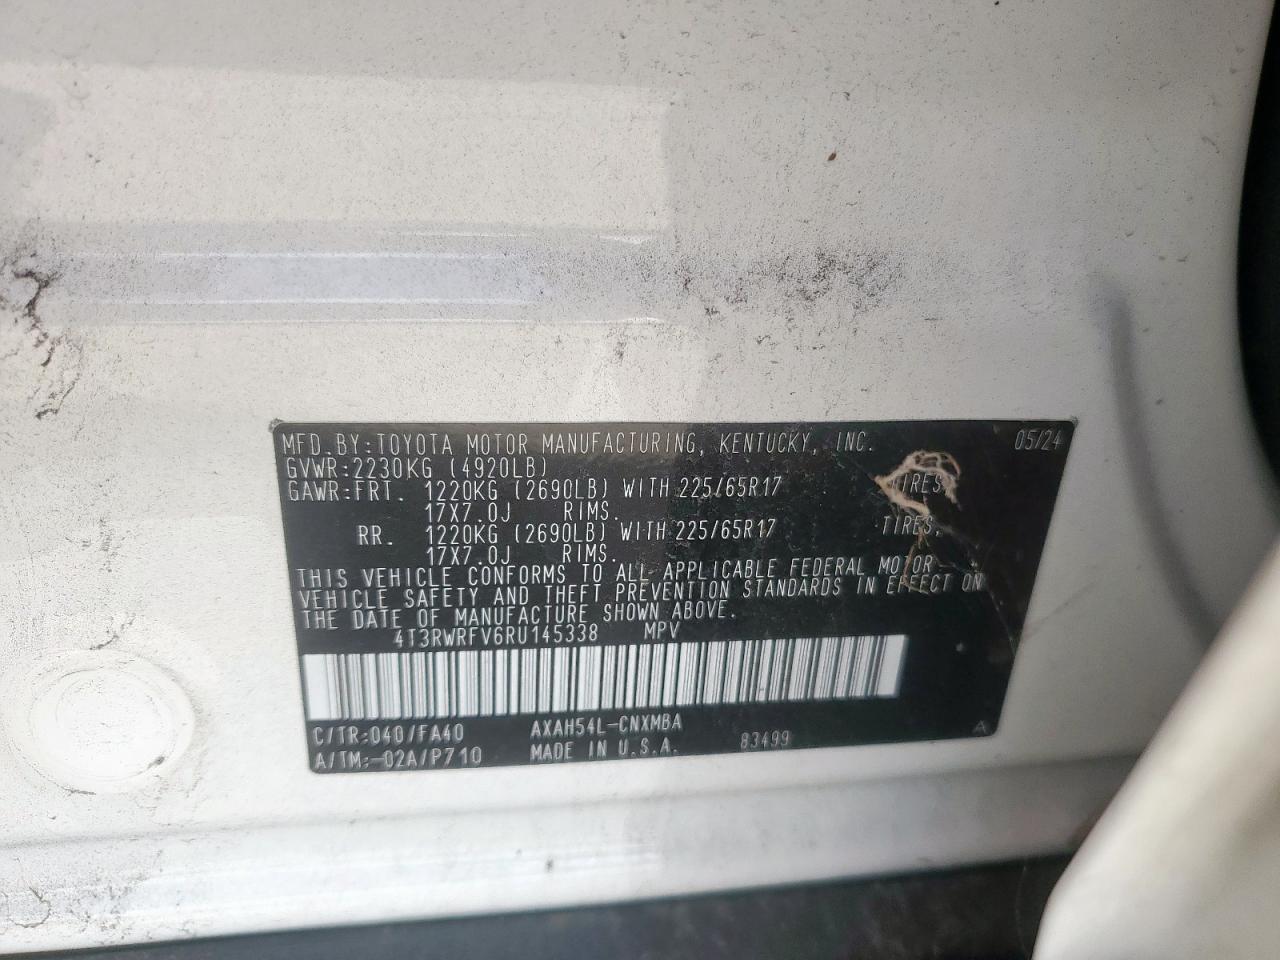 MFD.BY:TOYOTA MOTOR MANUFACTURING, KENTUCKY, INC. 05/24
GVWR:2230KG (4920LB)
GAWR:FRT. 1220KG (2690LB) WITH 225/65R17 TIRES,
17X7.0J RIMS.
RR. 1220KG (2690LB) WITH 225/65R17 TIRES,
17X7.0J RIMS.
THIS VEHICLE CONFORMS TO ALL APPLICABLE FEDERAL MOTOR
VEHICLE SAFETY AND THEFT PREVENTION STANDARDS IN EFFECT ON
THE DATE OF MANUFACTURE SHOWN ABOVE.
4T3RWRFV6RU145338 MPV
C/TR:040/FA40 AXAH54L-CNXMBA
A/TM:-02A/P710 MADE IN U.S.A. 83499 A